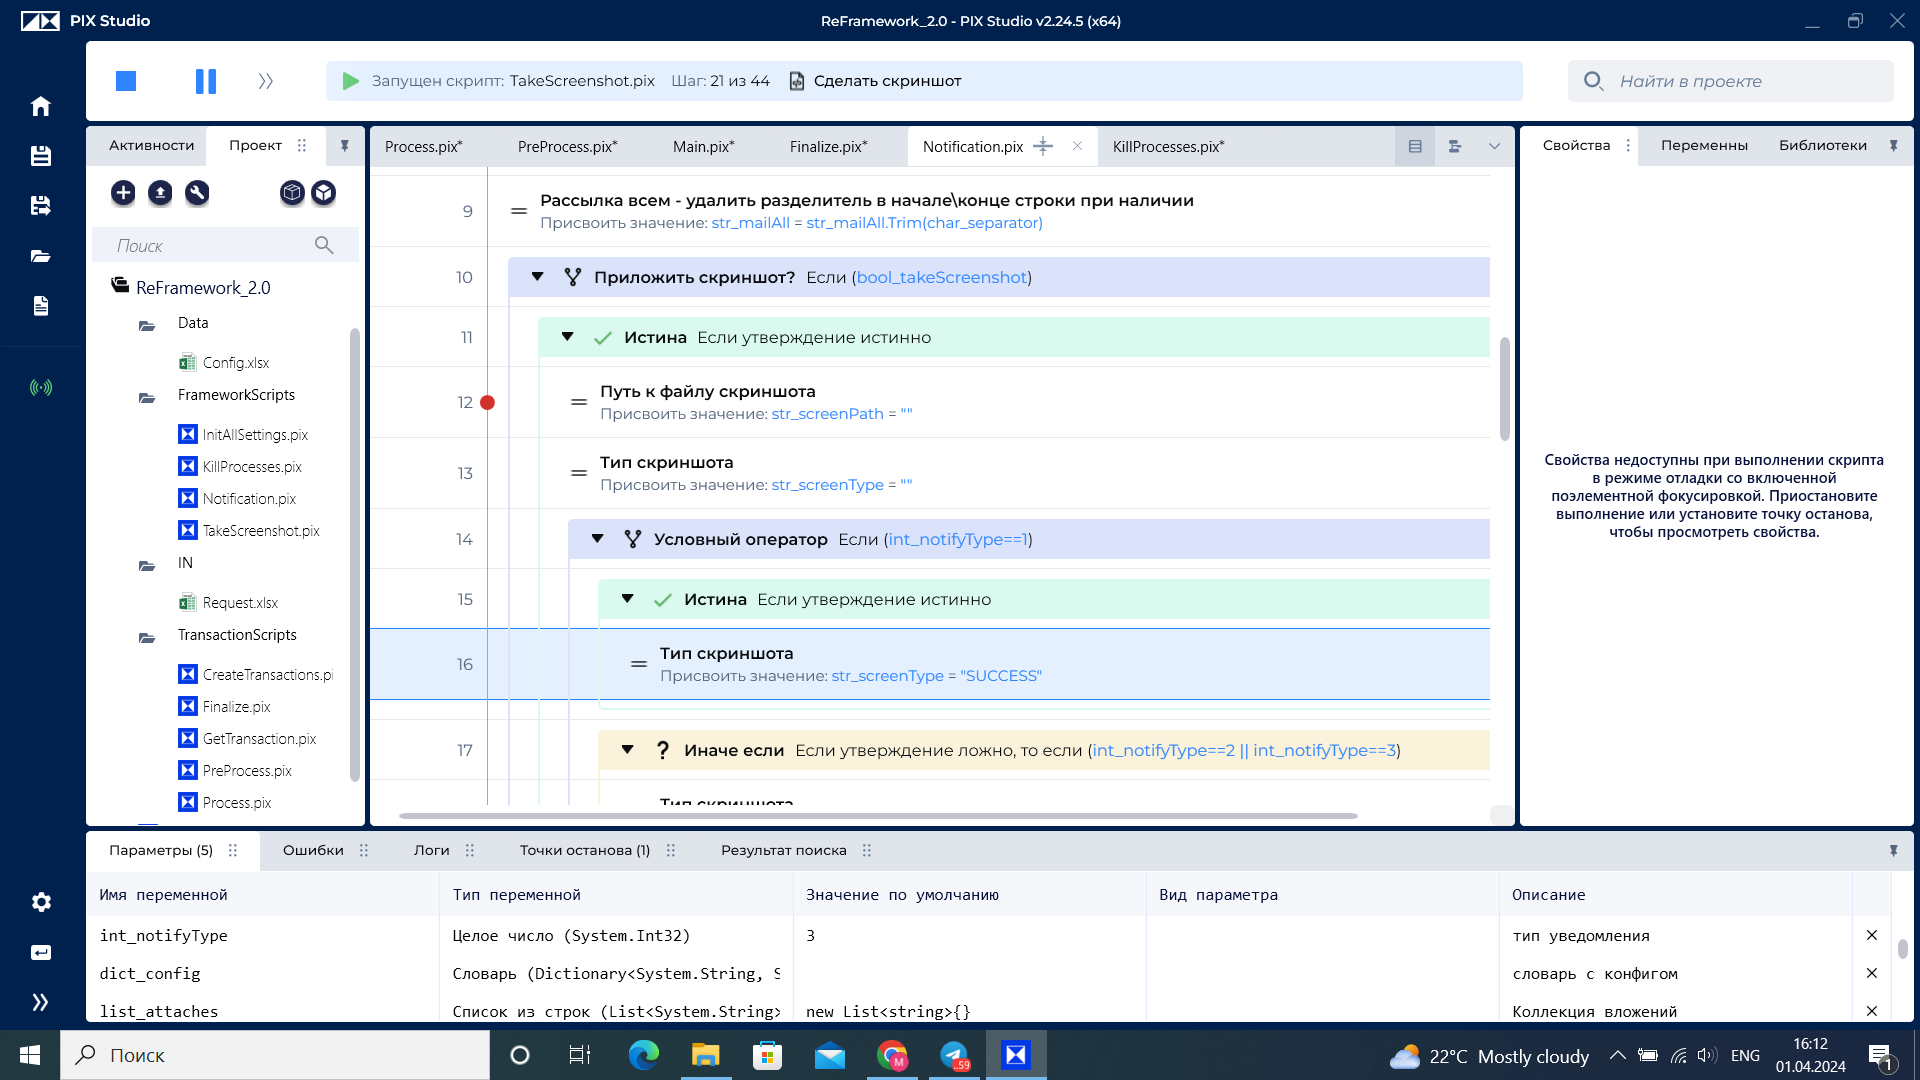 PIX Studio
ReFramework_2.0 - PIX Studio v2.24.5 (x64)
Запущен скрипт: TakeScreenshot.pix Шаг: 21 из 44 Сделать скриншот
Найти в проекте
Активности
Проект
Process.pix*
PreProcess.pix*
Main.pix*
Finalize.pix*
Notification.pix
KillProcesses.pix*
Свойства
Переменны
Библиотеки
Поиск
ReFramework_2.0
Data
Config.xlsx
FrameworkScripts
InitAllSettings.pix
KillProcesses.pix
Notification.pix
TakeScreenshot.pix
IN
Request.xlsx
TransactionScripts
CreateTransactions.pi
Finalize.pix
GetTransaction.pix
PreProcess.pix
Process.pix
9
Рассылка всем - удалить разделитель в начале\конце строки при наличии
Присвоить значение: str_mailAll = str_mailAll.Trim(char_separator)
10 Приложить скриншот? Если (bool_takeScreenshot)
11 Истина Если утверждение истинно
12
Путь к файлу скриншота
Присвоить значение: str_screenPath = ""
13
Тип скриншота
Присвоить значение: str_screenType = ""
14 Условный оператор Если (int_notifyType==1)
15 Истина Если утверждение истинно
16
Тип скриншота
Присвоить значение: str_screenType = "SUCCESS"
17 ? Иначе если Если утверждение ложно, то если (int_notifyType==2 || int_notifyType==3)
Тип скриншота
Свойства недоступны при выполнении скрипта
в режиме отладки со включенной
поэлементной фокусировкой. Приостановите
выполнение или установите точку останова,
чтобы просмотреть свойства.
Параметры (5)
Ошибки
Логи
Точки останова (1)
Результат поиска
Имя переменной Тип переменной Значение по умолчанию Вид параметра Описание
int_notifyType Целое число (System.Int32) 3 тип уведомления
dict_config Словарь (Dictionary<System.String, S словарь с конфигом
list_attaches Список из строк (List<System.String> new List<string>{} Коллекция вложений
Поиск
M
..59
22°C Mostly cloudy
ENG
16:12
01.04.2024
1